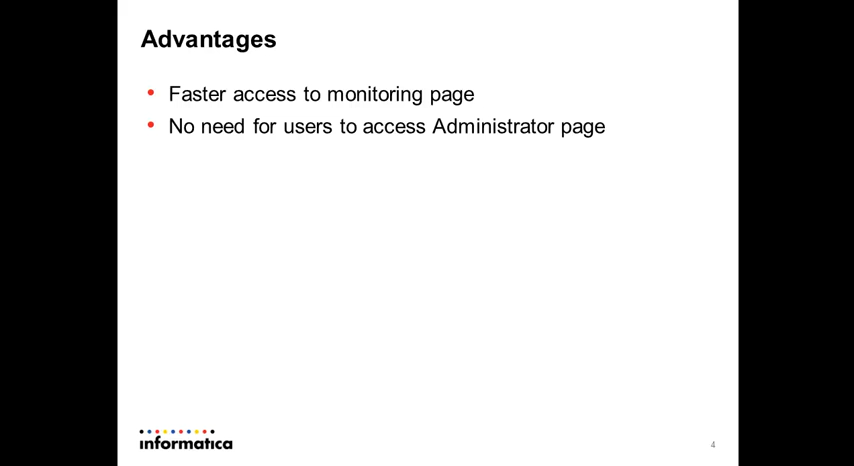 Advantages
• Faster access to monitoring page
• No need for users to access Administrator page
informatica
4